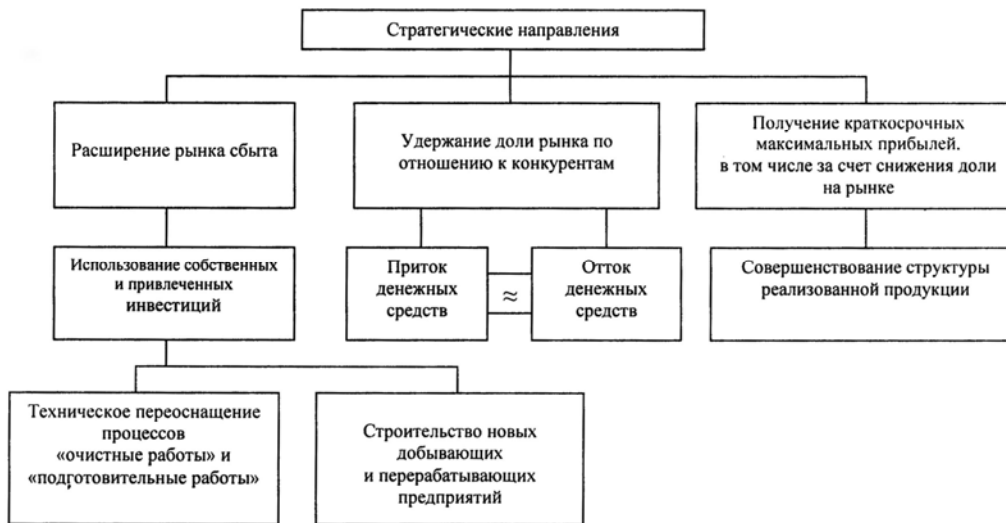 Стратегические направления
Расширение рынка сбыта
Удержание доли рынка по
отношению к конкурентам
Получение краткосрочных
максимальных прибылей.
в том числе за счет снижения доли
на рынке
Использование собственных
и привлеченных
инвестиций
Приток
денежных
средств
≈
Отток
денежных
средств
Совершенствование структуры
реализованной продукции
Техническое переоснащение
процессов
«очистные работы» и
«подготовительные работы»
Строительство новых
добывающих
и перерабатывающих
предприятий